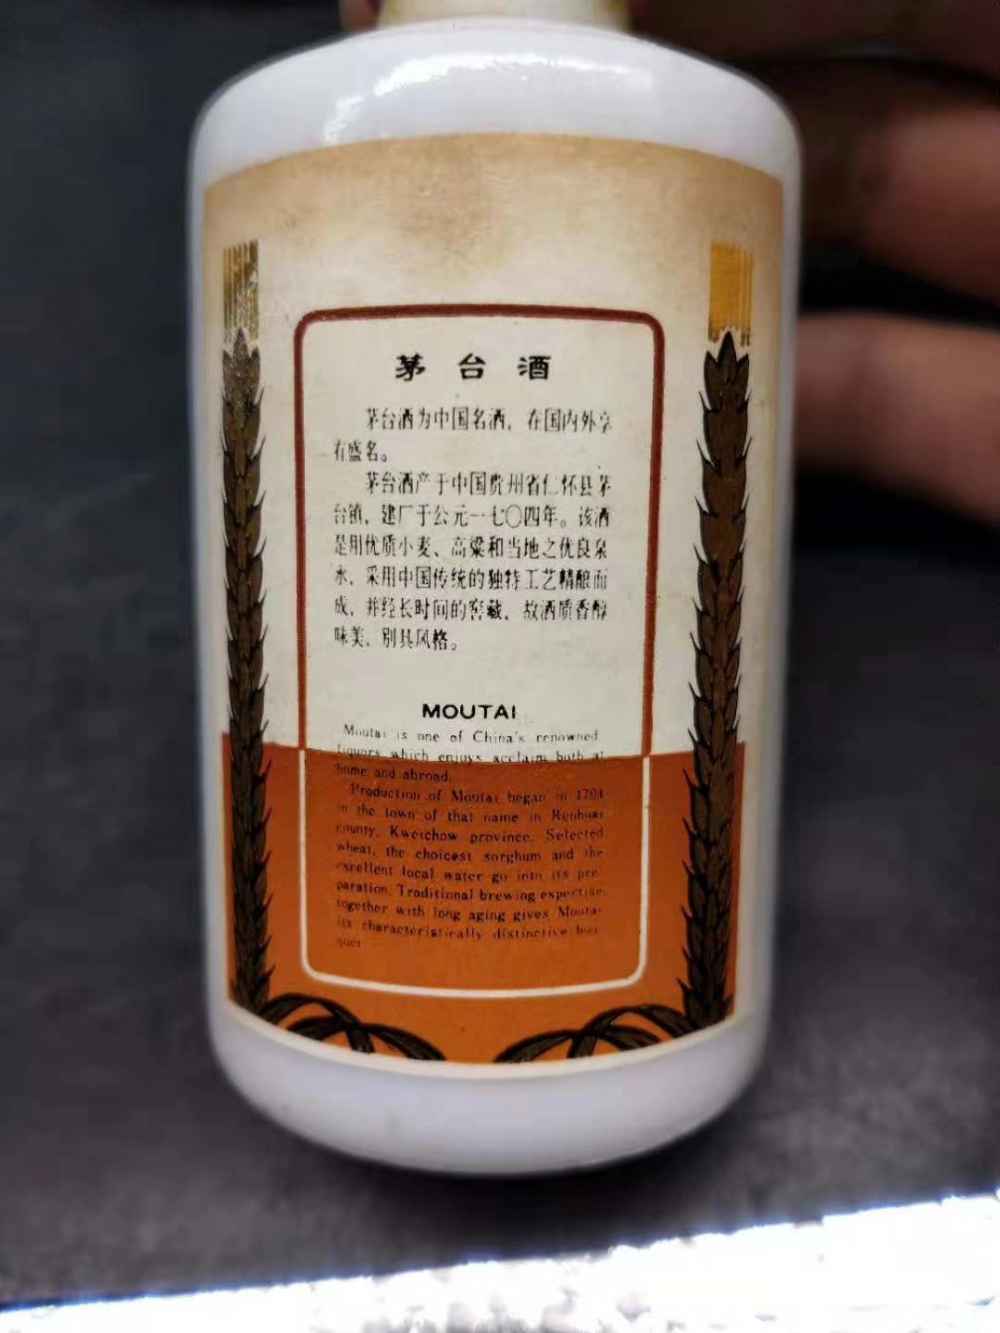 茅台酒
茅台酒为中国名酒，在国内外享
有盛名。
茅台酒产于中国贵州省仁怀县茅
台镇，建厂于公元一七〇四年。该酒
是用优质小麦、高粱和当地之优良泉
水，采用中国传统的独特工艺精酿而
成，并经长时间的窖藏，故酒质香醇
味美，别具风格。
MOUTAI
Moutai is one of China's renowned
liquors which enjoys acclaim both at
home and abroad.
Production of Moutai began in 1704
in the town of that name in Renhuai
county, Kweichow province. Selected
wheat, the choicest sorghum and the
excellent local water go into its pre-
paration. Traditional brewing expertise
together with long aging gives Moutai
its characteristically distinctive bou-
quet